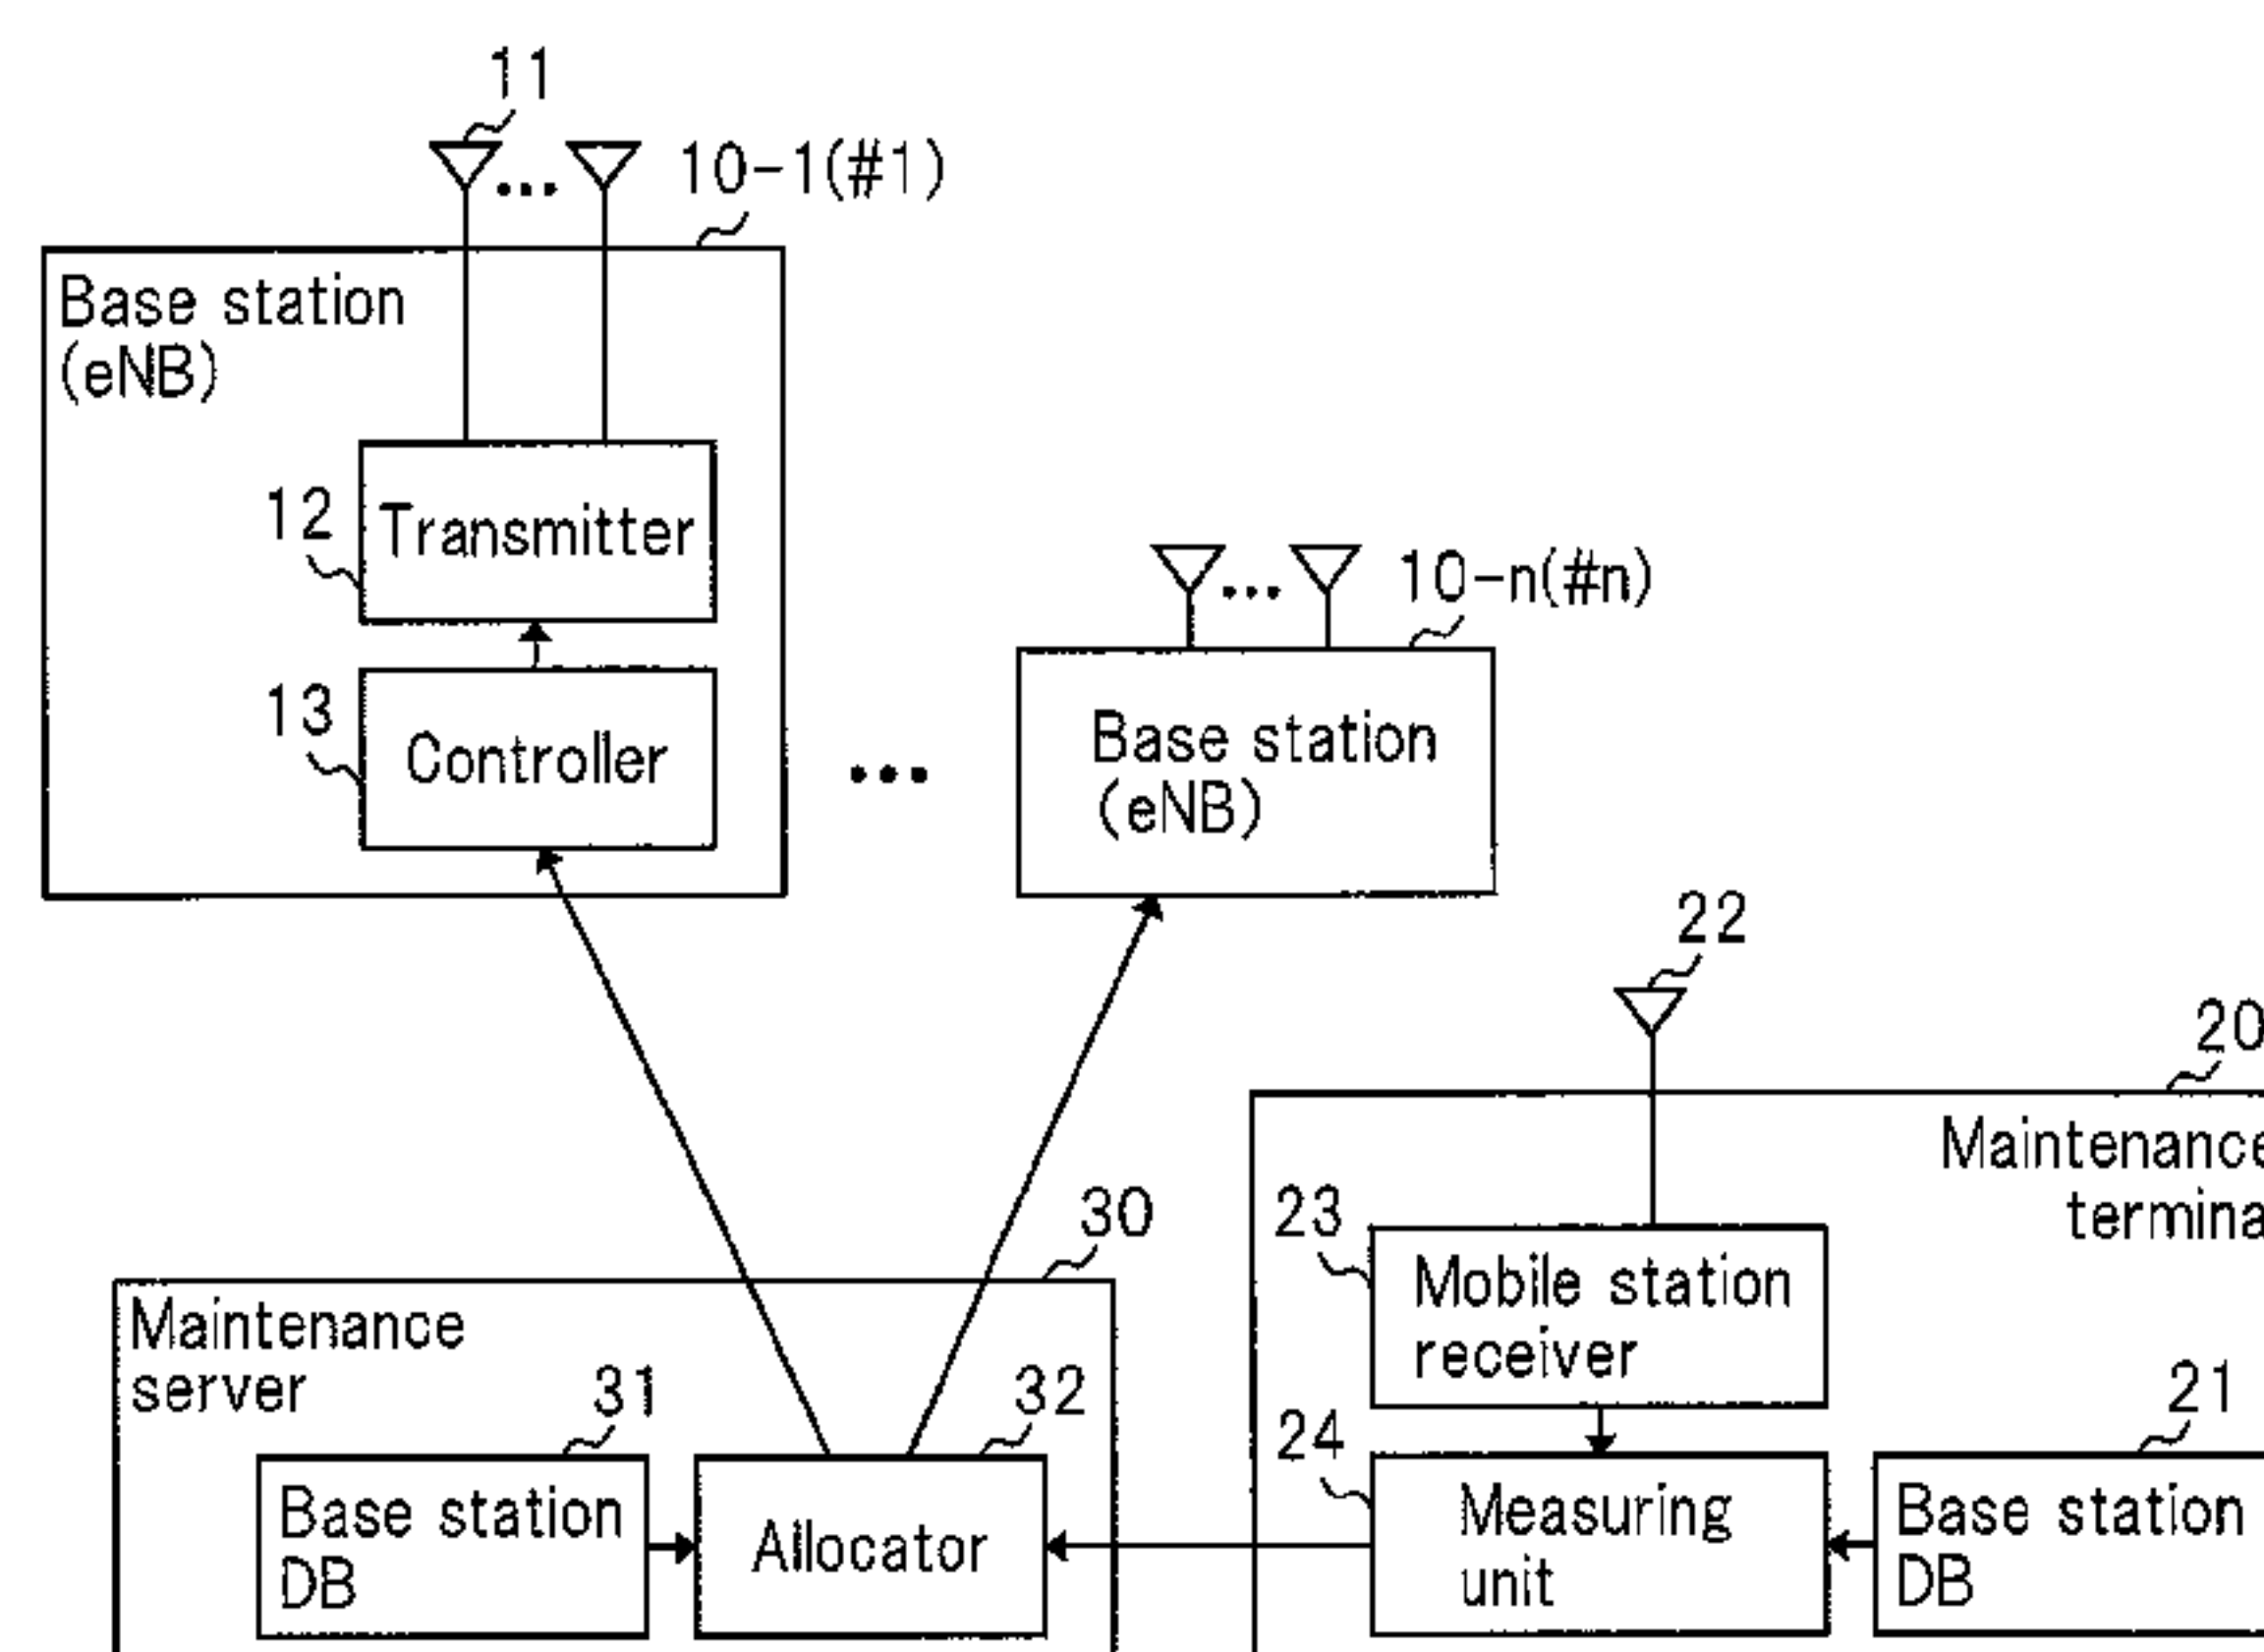 11
10-1(#1)
Base station
(eNB)
12
Transmitter
13
Controller
10-n(#n)
Base station
(eNB)
22
20
Maintenance
termina
30
23
Mobile station
receiver
Maintenance
server
31
32
21
24
Base station
DB
Allocator
Measuring
unit
Base station
DB